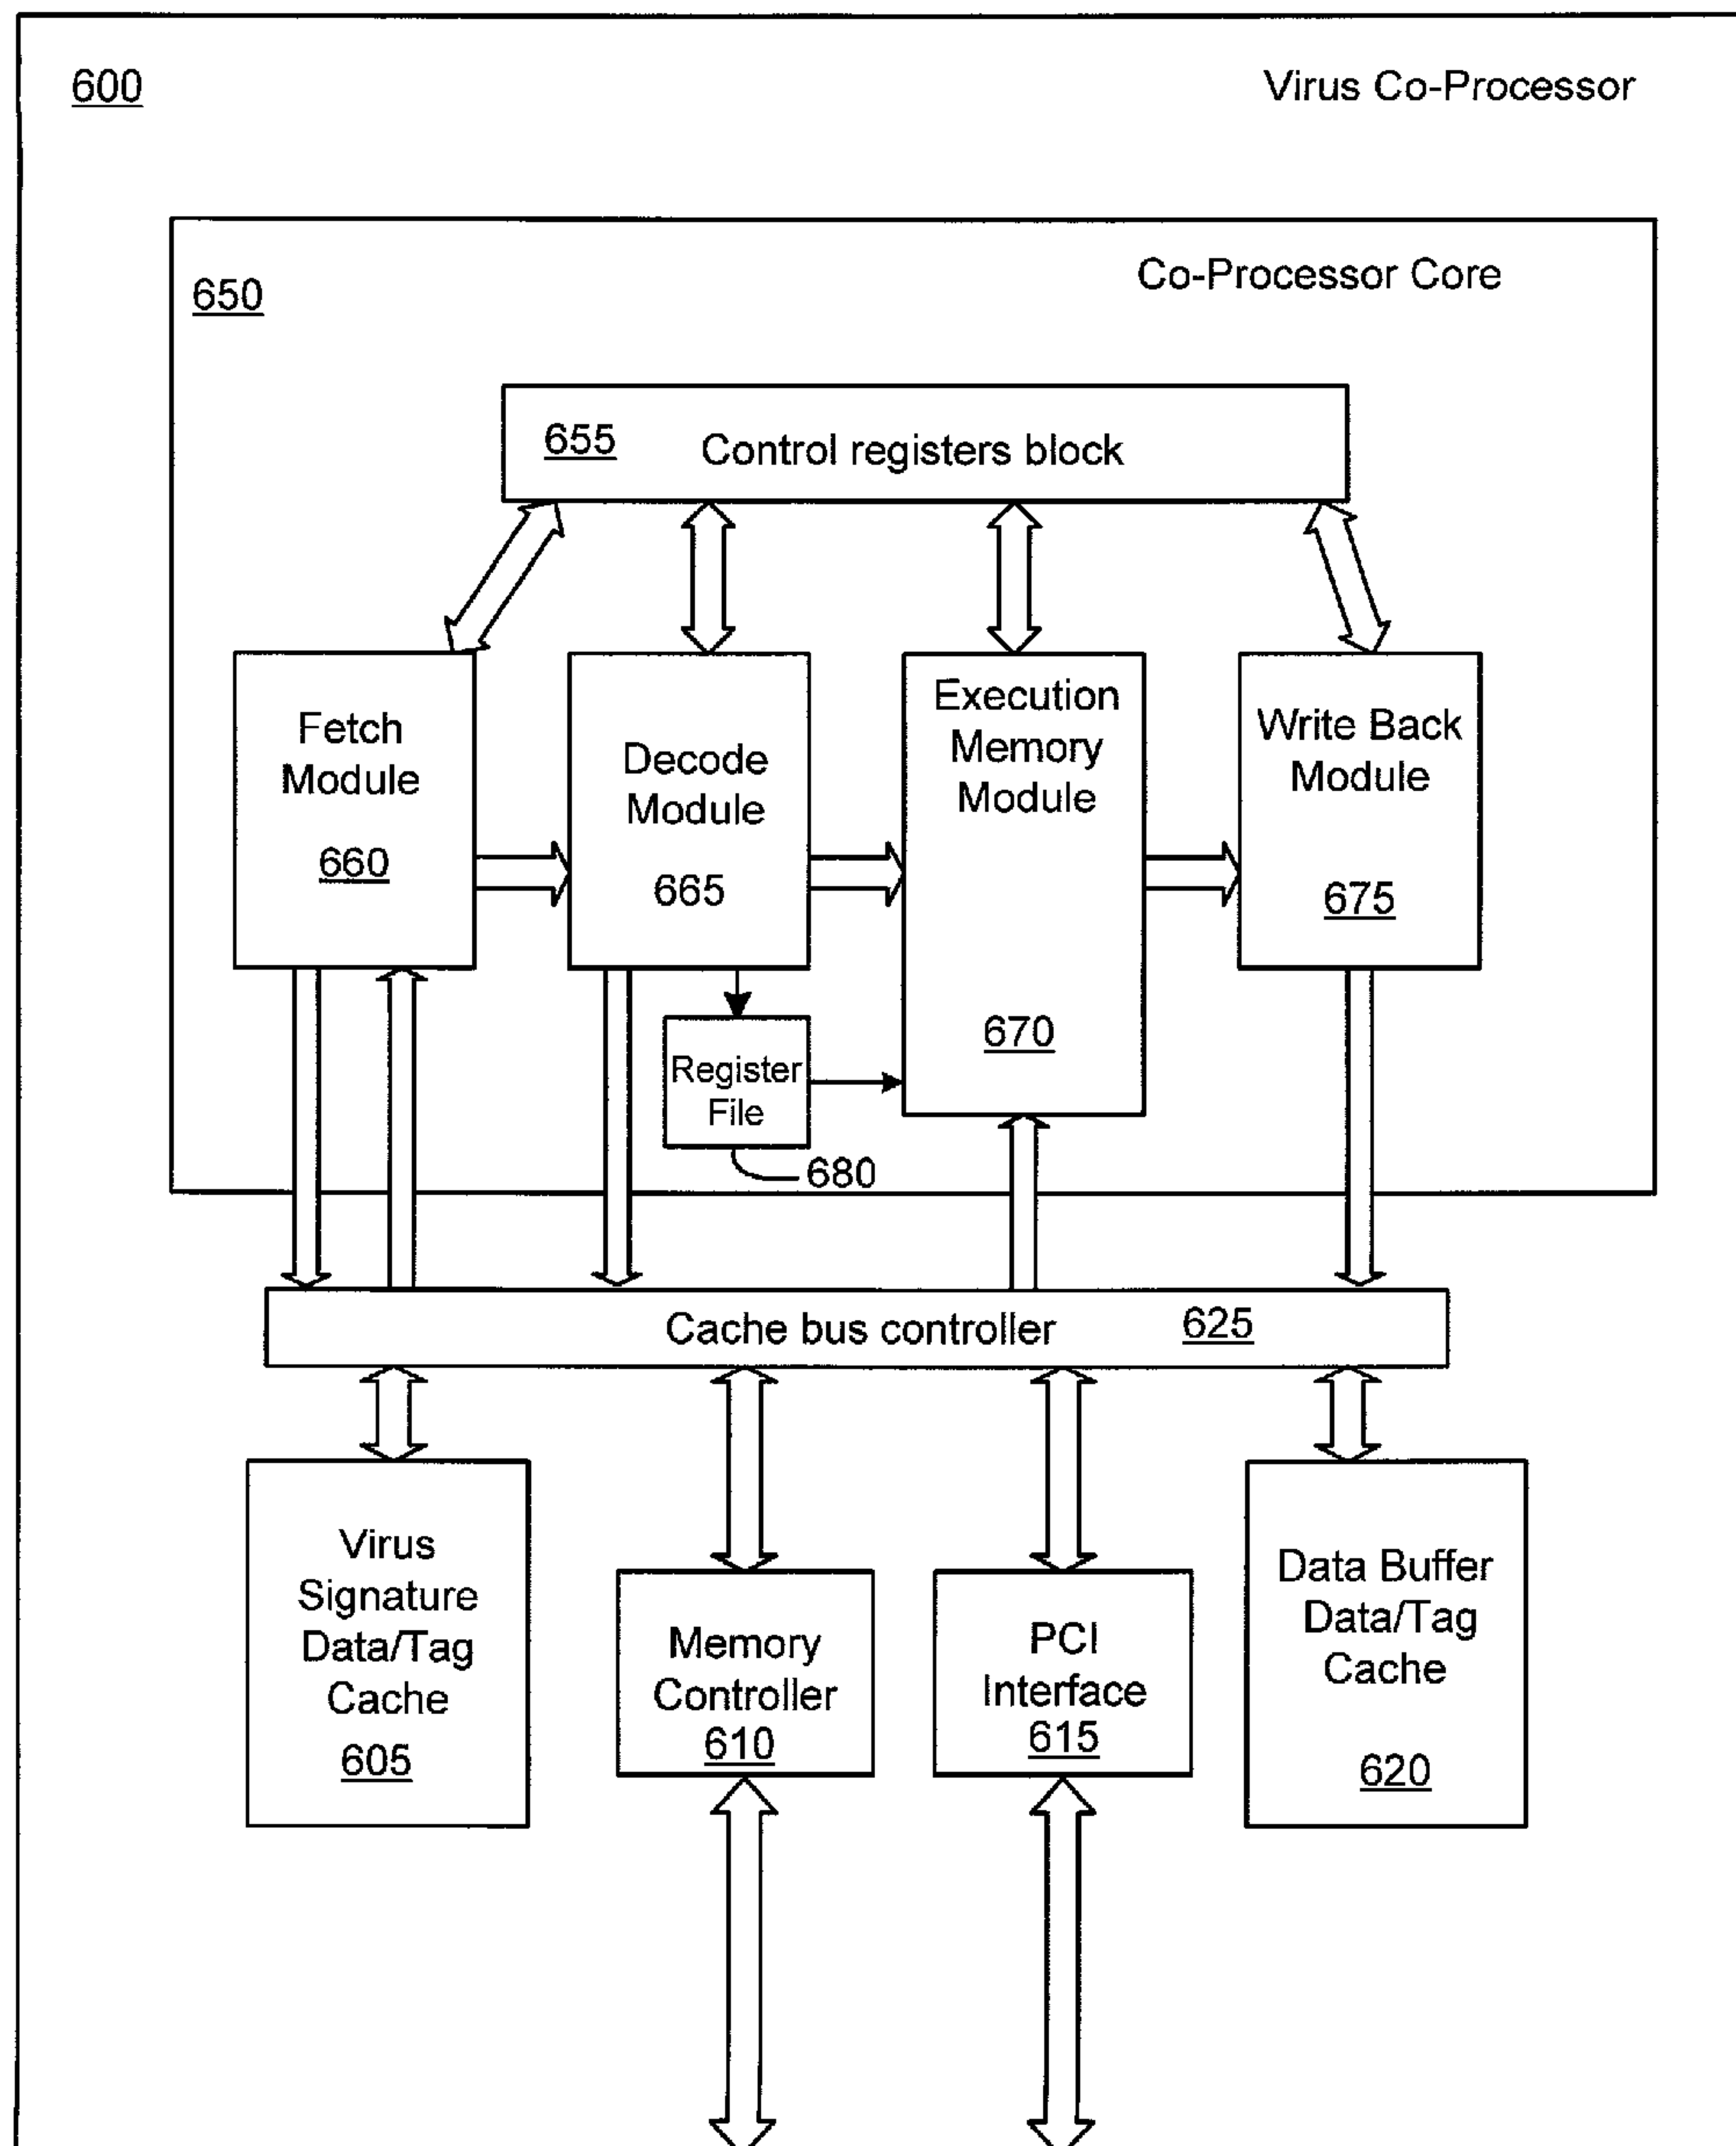 600
Virus Co-Processor
650
Co-Processor Core
655
Control registers block
Fetch
Module
660
Decode
Module
665
Execution
Memory
Module
670
Write Back
Module
675
Register
File
680
Cache bus controller
625
Virus
Signature
Data/Tag
Cache
605
Memory
Controller
610
PCI
Interface
615
Data Buffer
Data/Tag
Cache
620